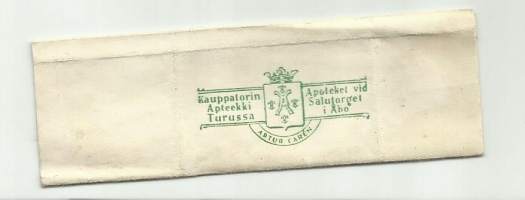 Kauppatorin
Apteekki
Turussa
Apoteket vid
Salutorget
i Åbo
ARTUR CARÉN